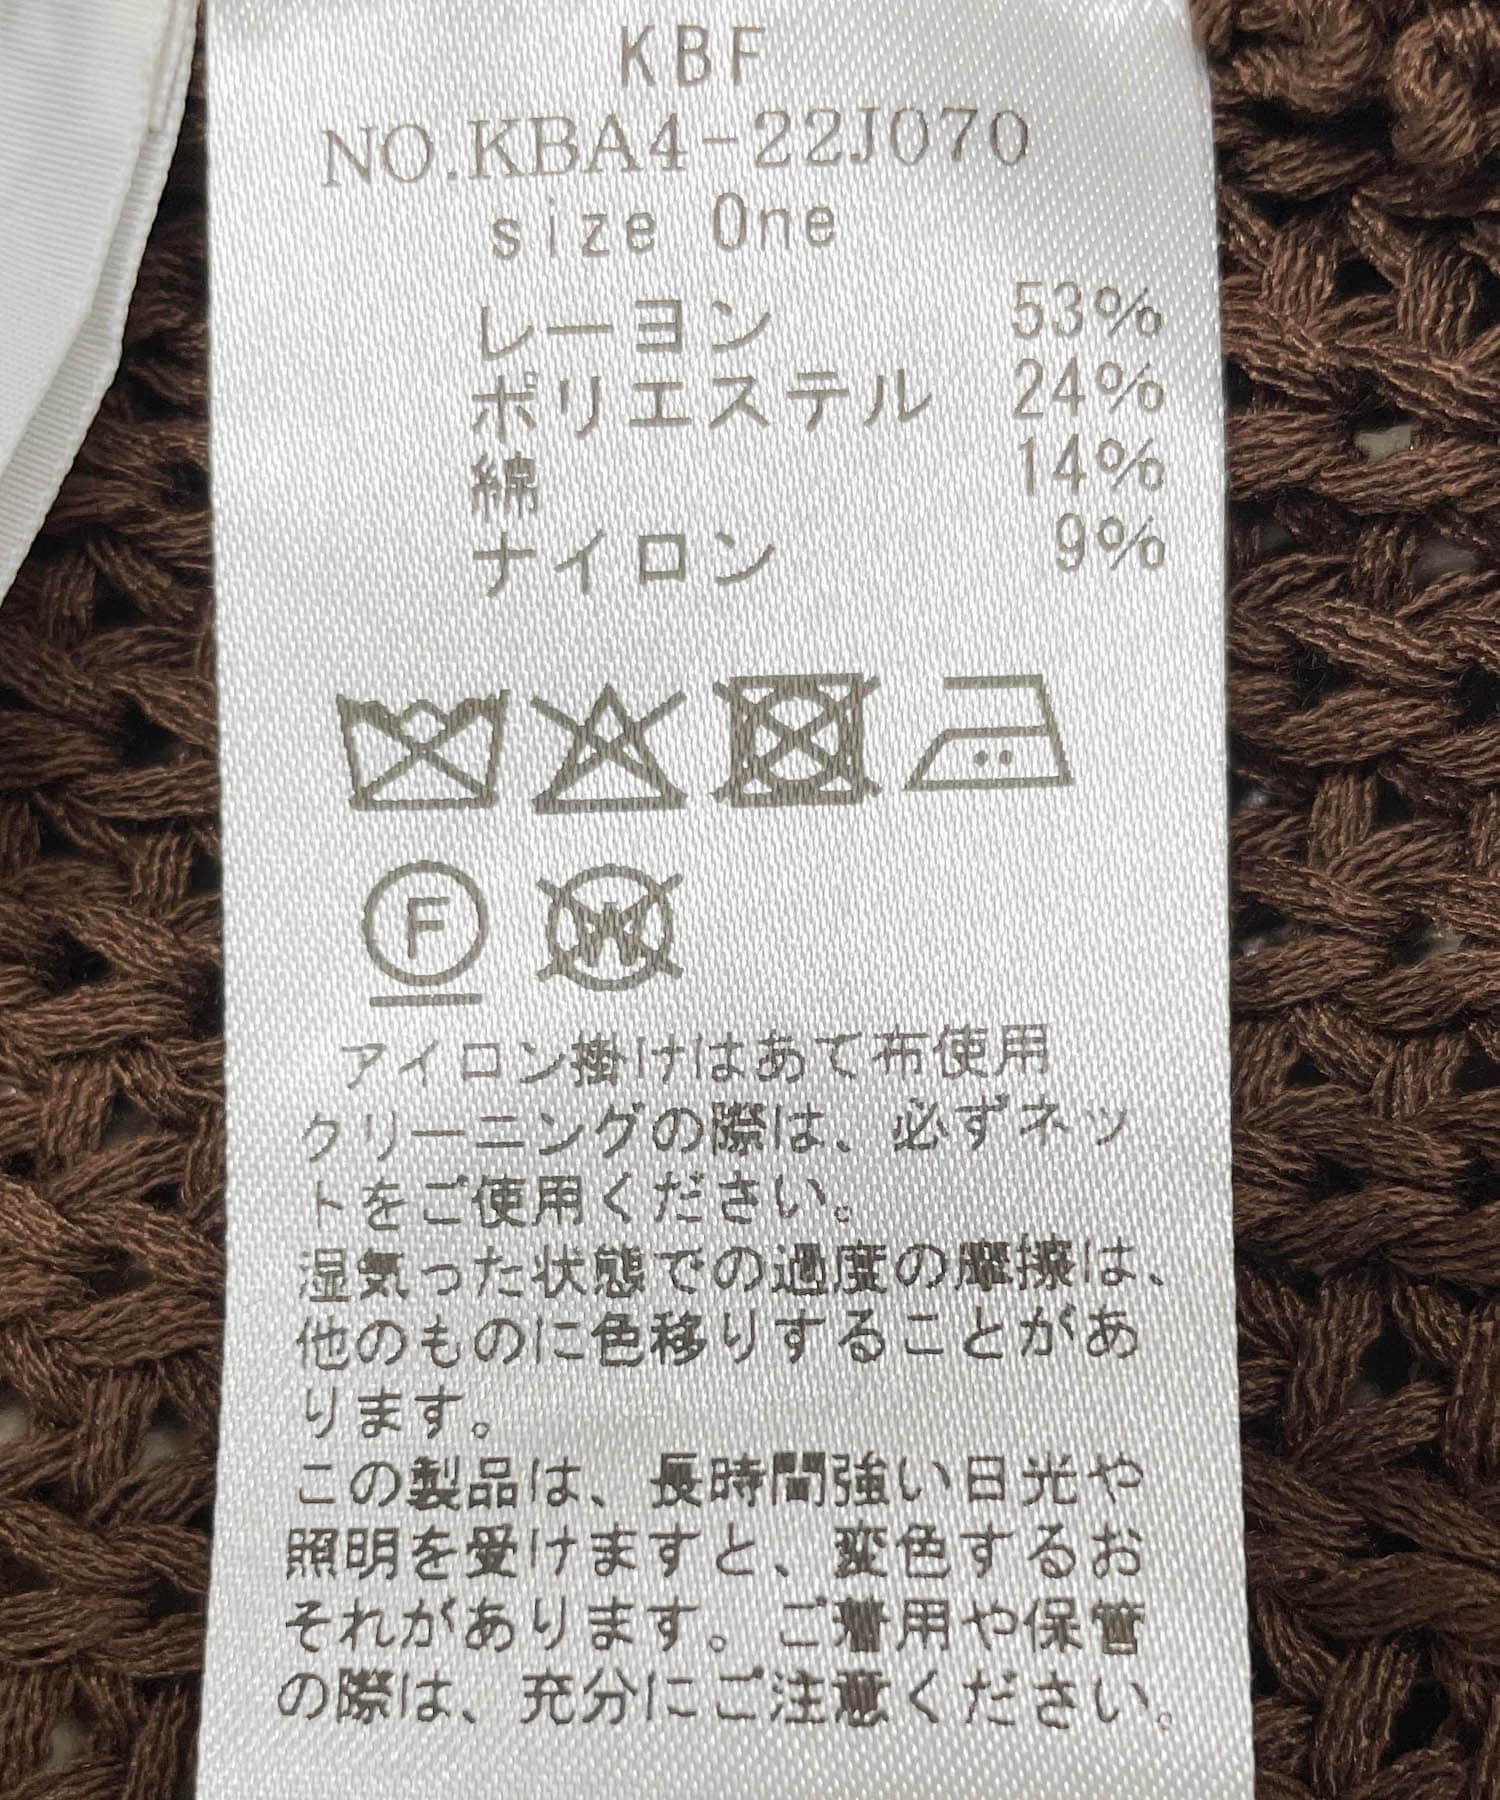 KBF
NO.KBA4-22J070
size One
レーヨン 53%
ポリエステル 24%
綿 14%
ナイロン 9%
F
W
アイロン掛けはあて布使用
クリーニングの際は、必ずネッ
トをご使用ください。
湿気った状態での過度の摩擦は、
他のものに色移りすることがあ
ります。
この製品は、長時間強い日光や
照明を受けますと、変色するお
それがあります。ご着用や保管
の際は、充分にご注意ください。